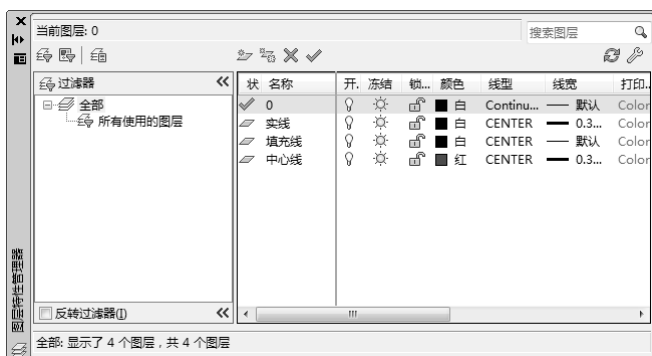 当前图层: 0
搜索图层
过滤器
全部
所有使用的图层
状 名称 开. 冻结 锁... 颜色 线型 线宽 打印..
0 白 Continu... 默认 Color
实线 白 CENTER 0.3... Color
填充线 白 CENTER 默认 Color
中心线 红 CENTER 0.3... Color
反转过滤器(I)
图层特性管理器
全部: 显示了 4 个图层，共 4 个图层